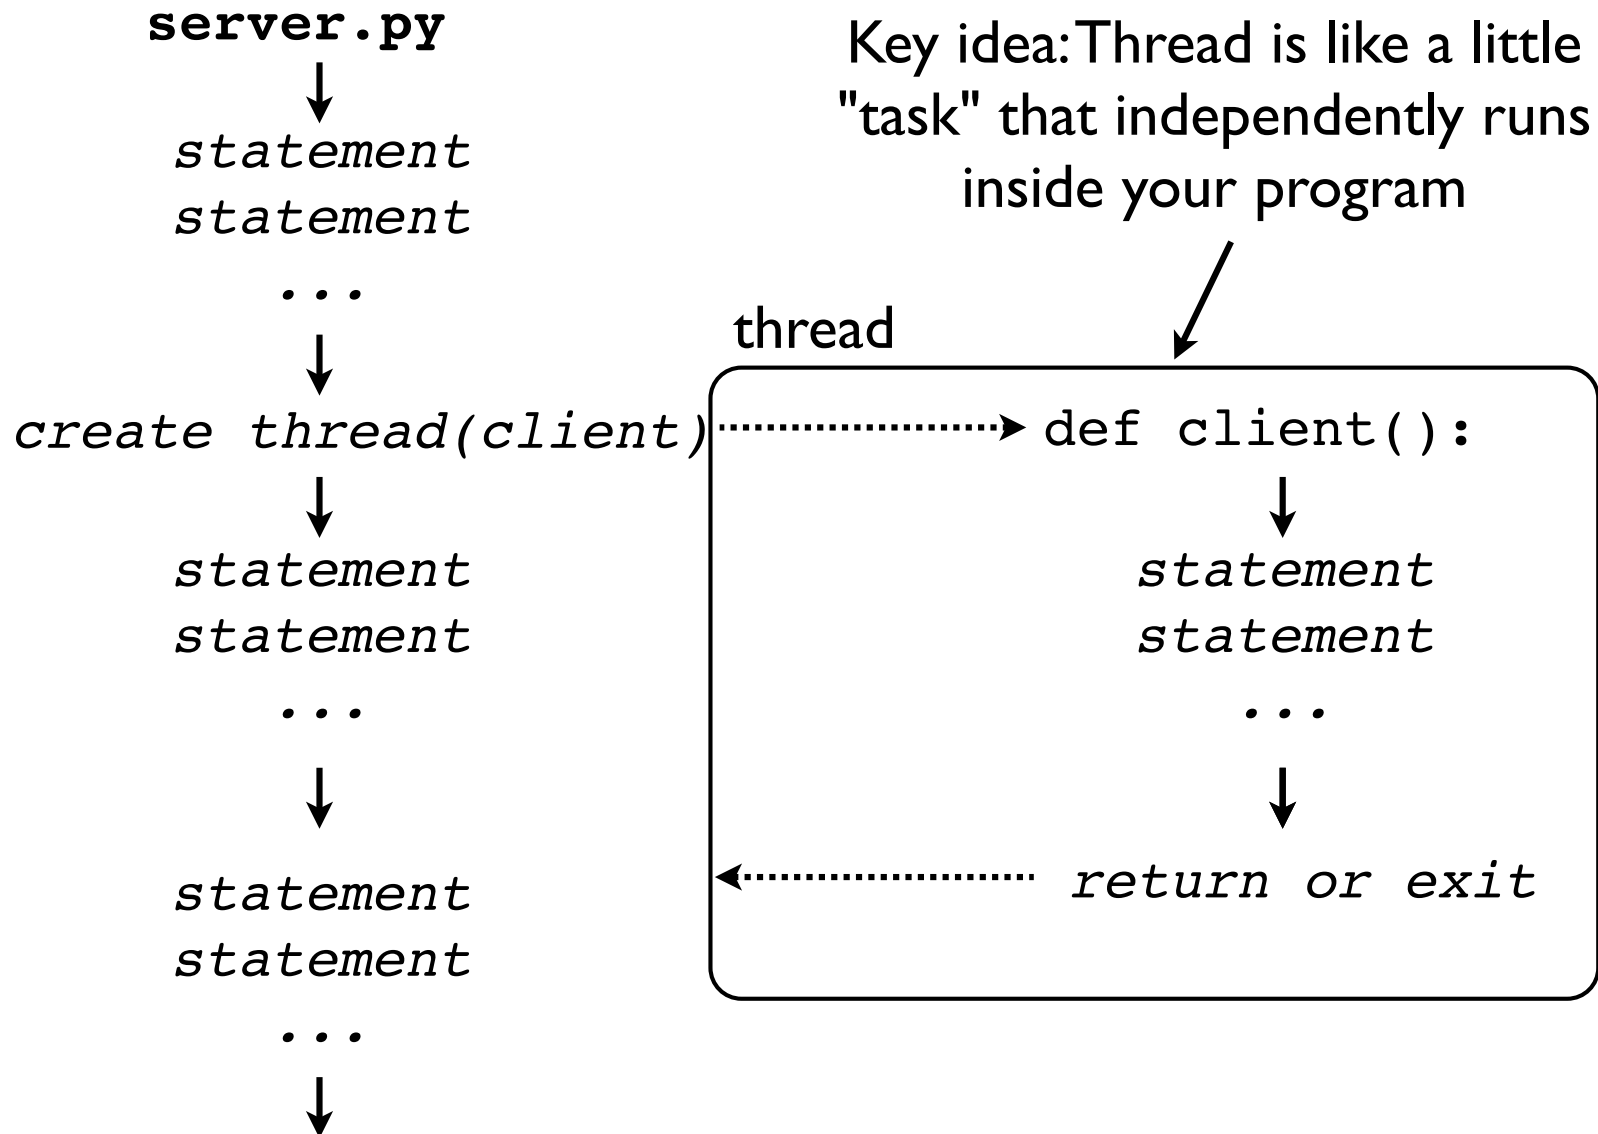 server.py
statement
statement
...
create thread(client)
statement
statement
...
statement
statement
...
Key idea: Thread is like a little
"task" that independently runs
inside your program
thread
def client():
statement
statement
...
return or exit